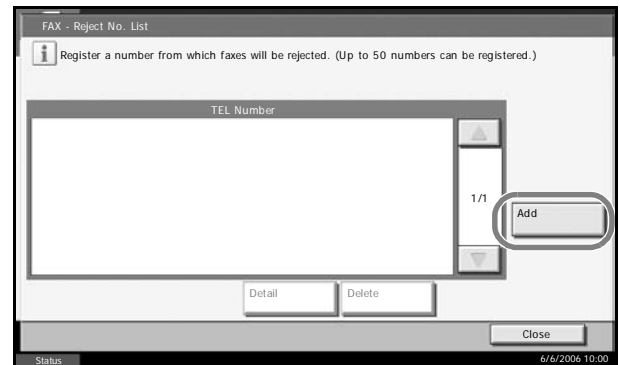 FAX - Reject No. List
Register a number from which faxes will be rejected. (Up to 50 numbers can be registered.)
TEL Number
1/1
Add
Detail
Delete
Close
Status
6/6/2006 10:00